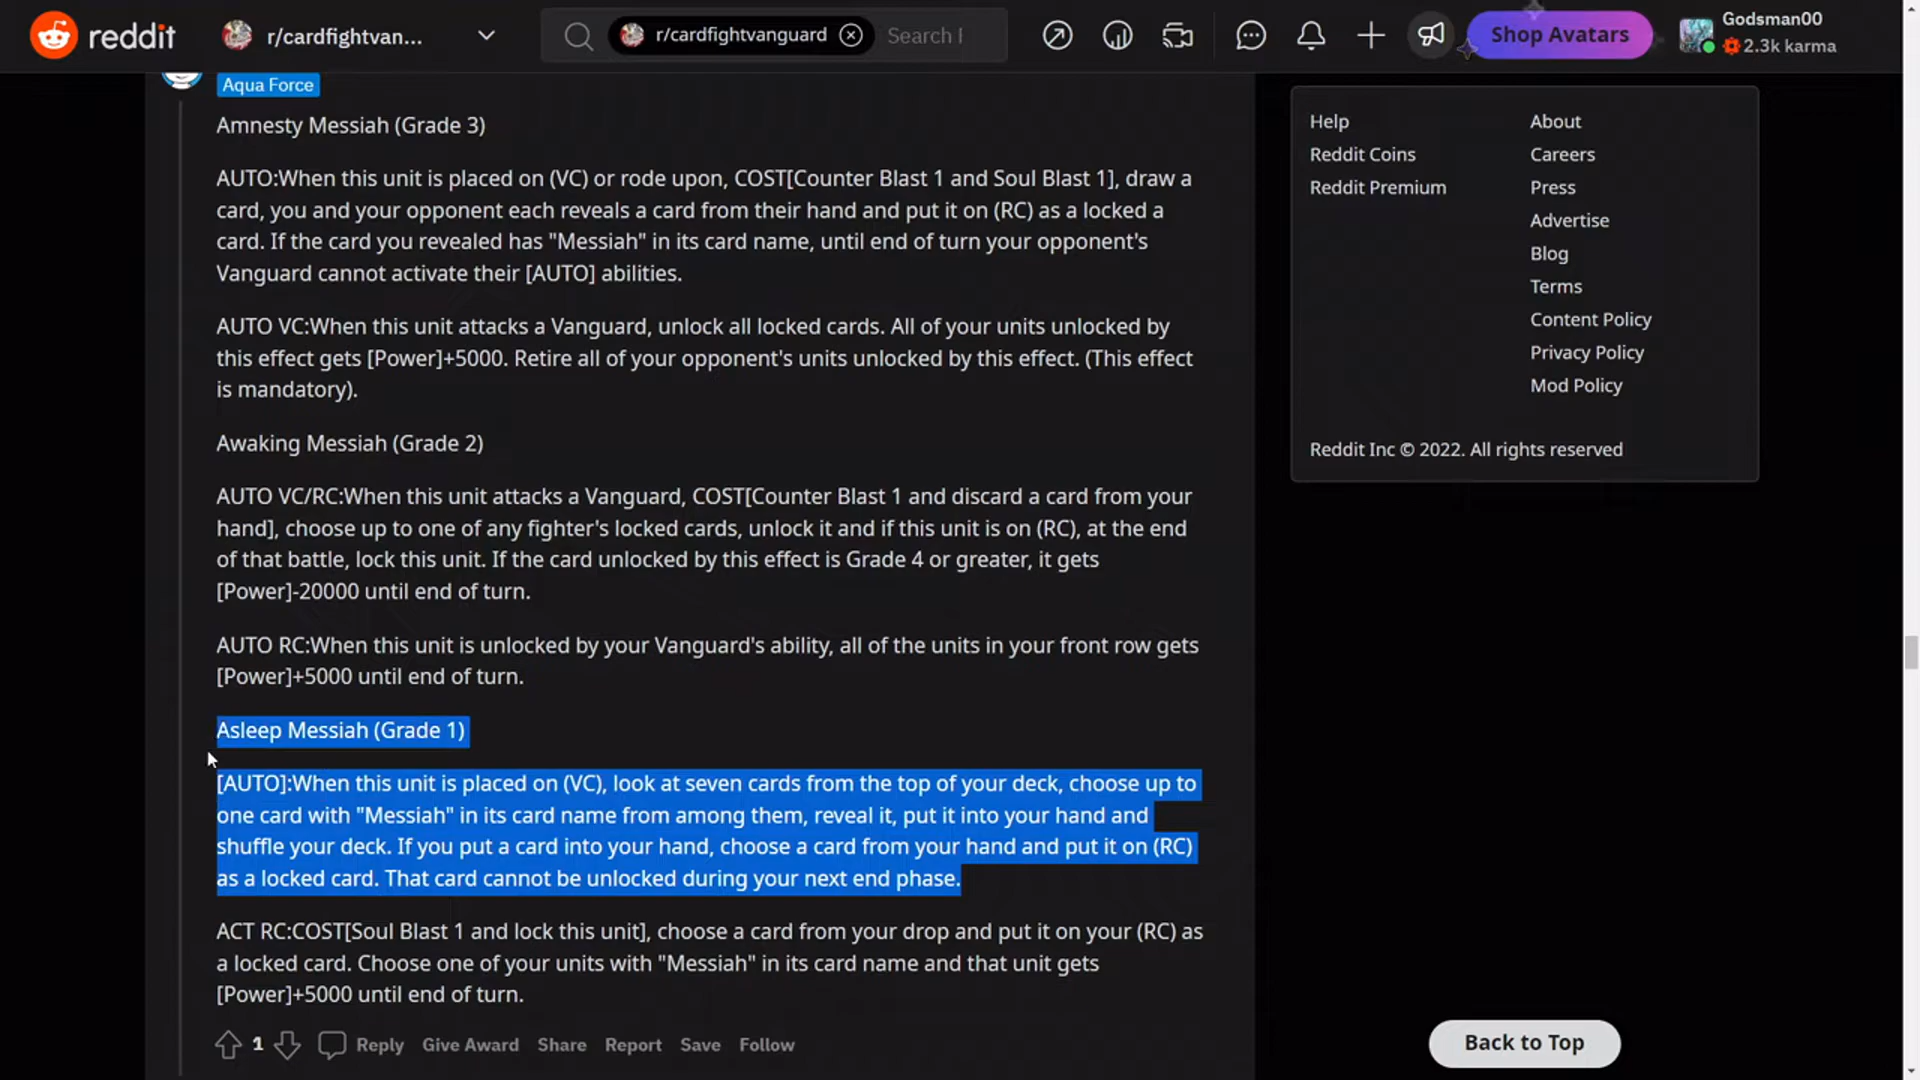 reddit
r/cardfightvan...
r/cardfightvanguard
Shop Avatars
Godsman00
2.3k karma
Aqua Force
Amnesty Messiah (Grade 3)
AUTO:When this unit is placed on (VC) or rode upon, COST[Counter Blast 1 and Soul Blast 1], draw a
card, you and your opponent each reveals a card from their hand and put it on (RC) as a locked a
card. If the card you revealed has "Messiah" in its card name, until end of turn your opponent's
Vanguard cannot activate their [AUTO] abilities.
AUTO VC:When this unit attacks a Vanguard, unlock all locked cards. All of your units unlocked by
this effect gets [Power]+5000. Retire all of your opponent's units unlocked by this effect. (This effect
is mandatory).
Awaking Messiah (Grade 2)
AUTO VC/RC:When this unit attacks a Vanguard, COST[Counter Blast 1 and discard a card from your
hand], choose up to one of any fighter's locked cards, unlock it and if this unit is on (RC), at the end
of that battle, lock this unit. If the card unlocked by this effect is Grade 4 or greater, it gets
[Power]-20000 until end of turn.
AUTO RC:When this unit is unlocked by your Vanguard's ability, all of the units in your front row gets
[Power]+5000 until end of turn.
Asleep Messiah (Grade 1)
[AUTO]:When this unit is placed on (VC), look at seven cards from the top of your deck, choose up to
one card with "Messiah" in its card name from among them, reveal it, put it into your hand and
shuffle your deck. If you put a card into your hand, choose a card from your hand and put it on (RC)
as a locked card. That card cannot be unlocked during your next end phase.
ACT RC:COST[Soul Blast 1 and lock this unit], choose a card from your drop and put it on your (RC) as
a locked card. Choose one of your units with "Messiah" in its card name and that unit gets
[Power]+5000 until end of turn.
1 Reply Give Award Share Report Save Follow
Help
Reddit Coins
Reddit Premium
About
Careers
Press
Advertise
Blog
Terms
Content Policy
Privacy Policy
Mod Policy
Reddit Inc © 2022. All rights reserved
Back to Top